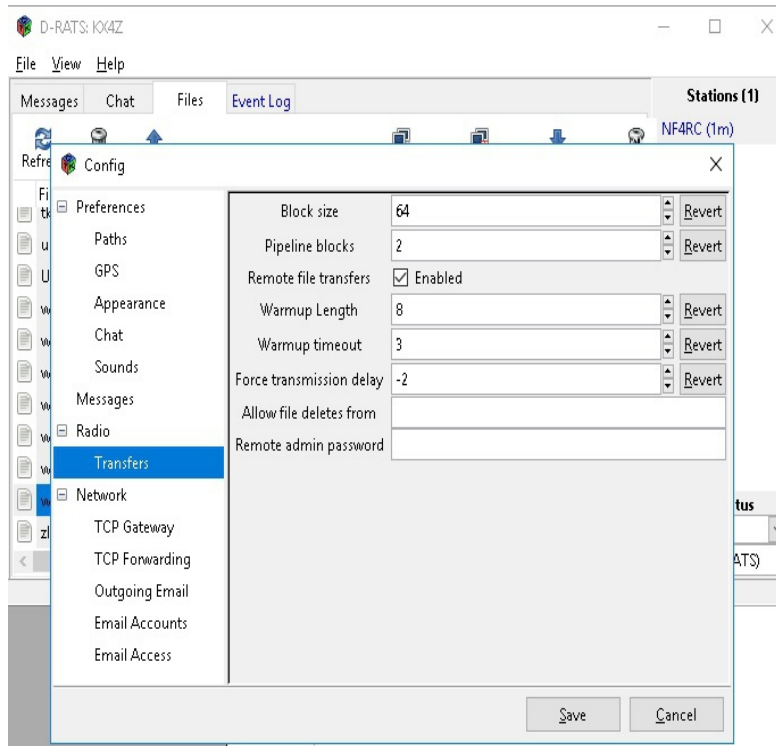 D-RATS: KX4Z
File View Help
Messages Chat Files Event Log
Stations (1)
NF4RC (1m)
Refre
Fi
tk
u
U
w
w
w
w
w
w
w
zl
Config
Preferences
Paths
GPS
Appearance
Chat
Sounds
Messages
Radio
Transfers
Network
TCP Gateway
TCP Forwarding
Outgoing Email
Email Accounts
Email Access
Block size 64 Revert
Pipeline blocks 2 Revert
Remote file transfers Enabled
Warmup Length 8 Revert
Warmup timeout 3 Revert
Force transmission delay -2 Revert
Allow file deletes from
Remote admin password
tus
ATS)
Save Cancel